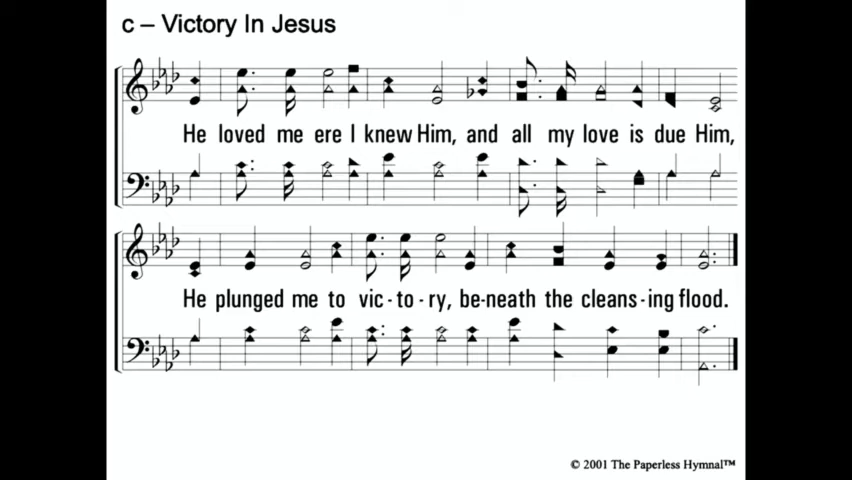 c – Victory In Jesus
He loved me ere I knew Him, and all my love is due Him,
He plunged me to vic - to - ry, be-neath the cleans - ing flood.
© 2001 The Paperless Hymnal™